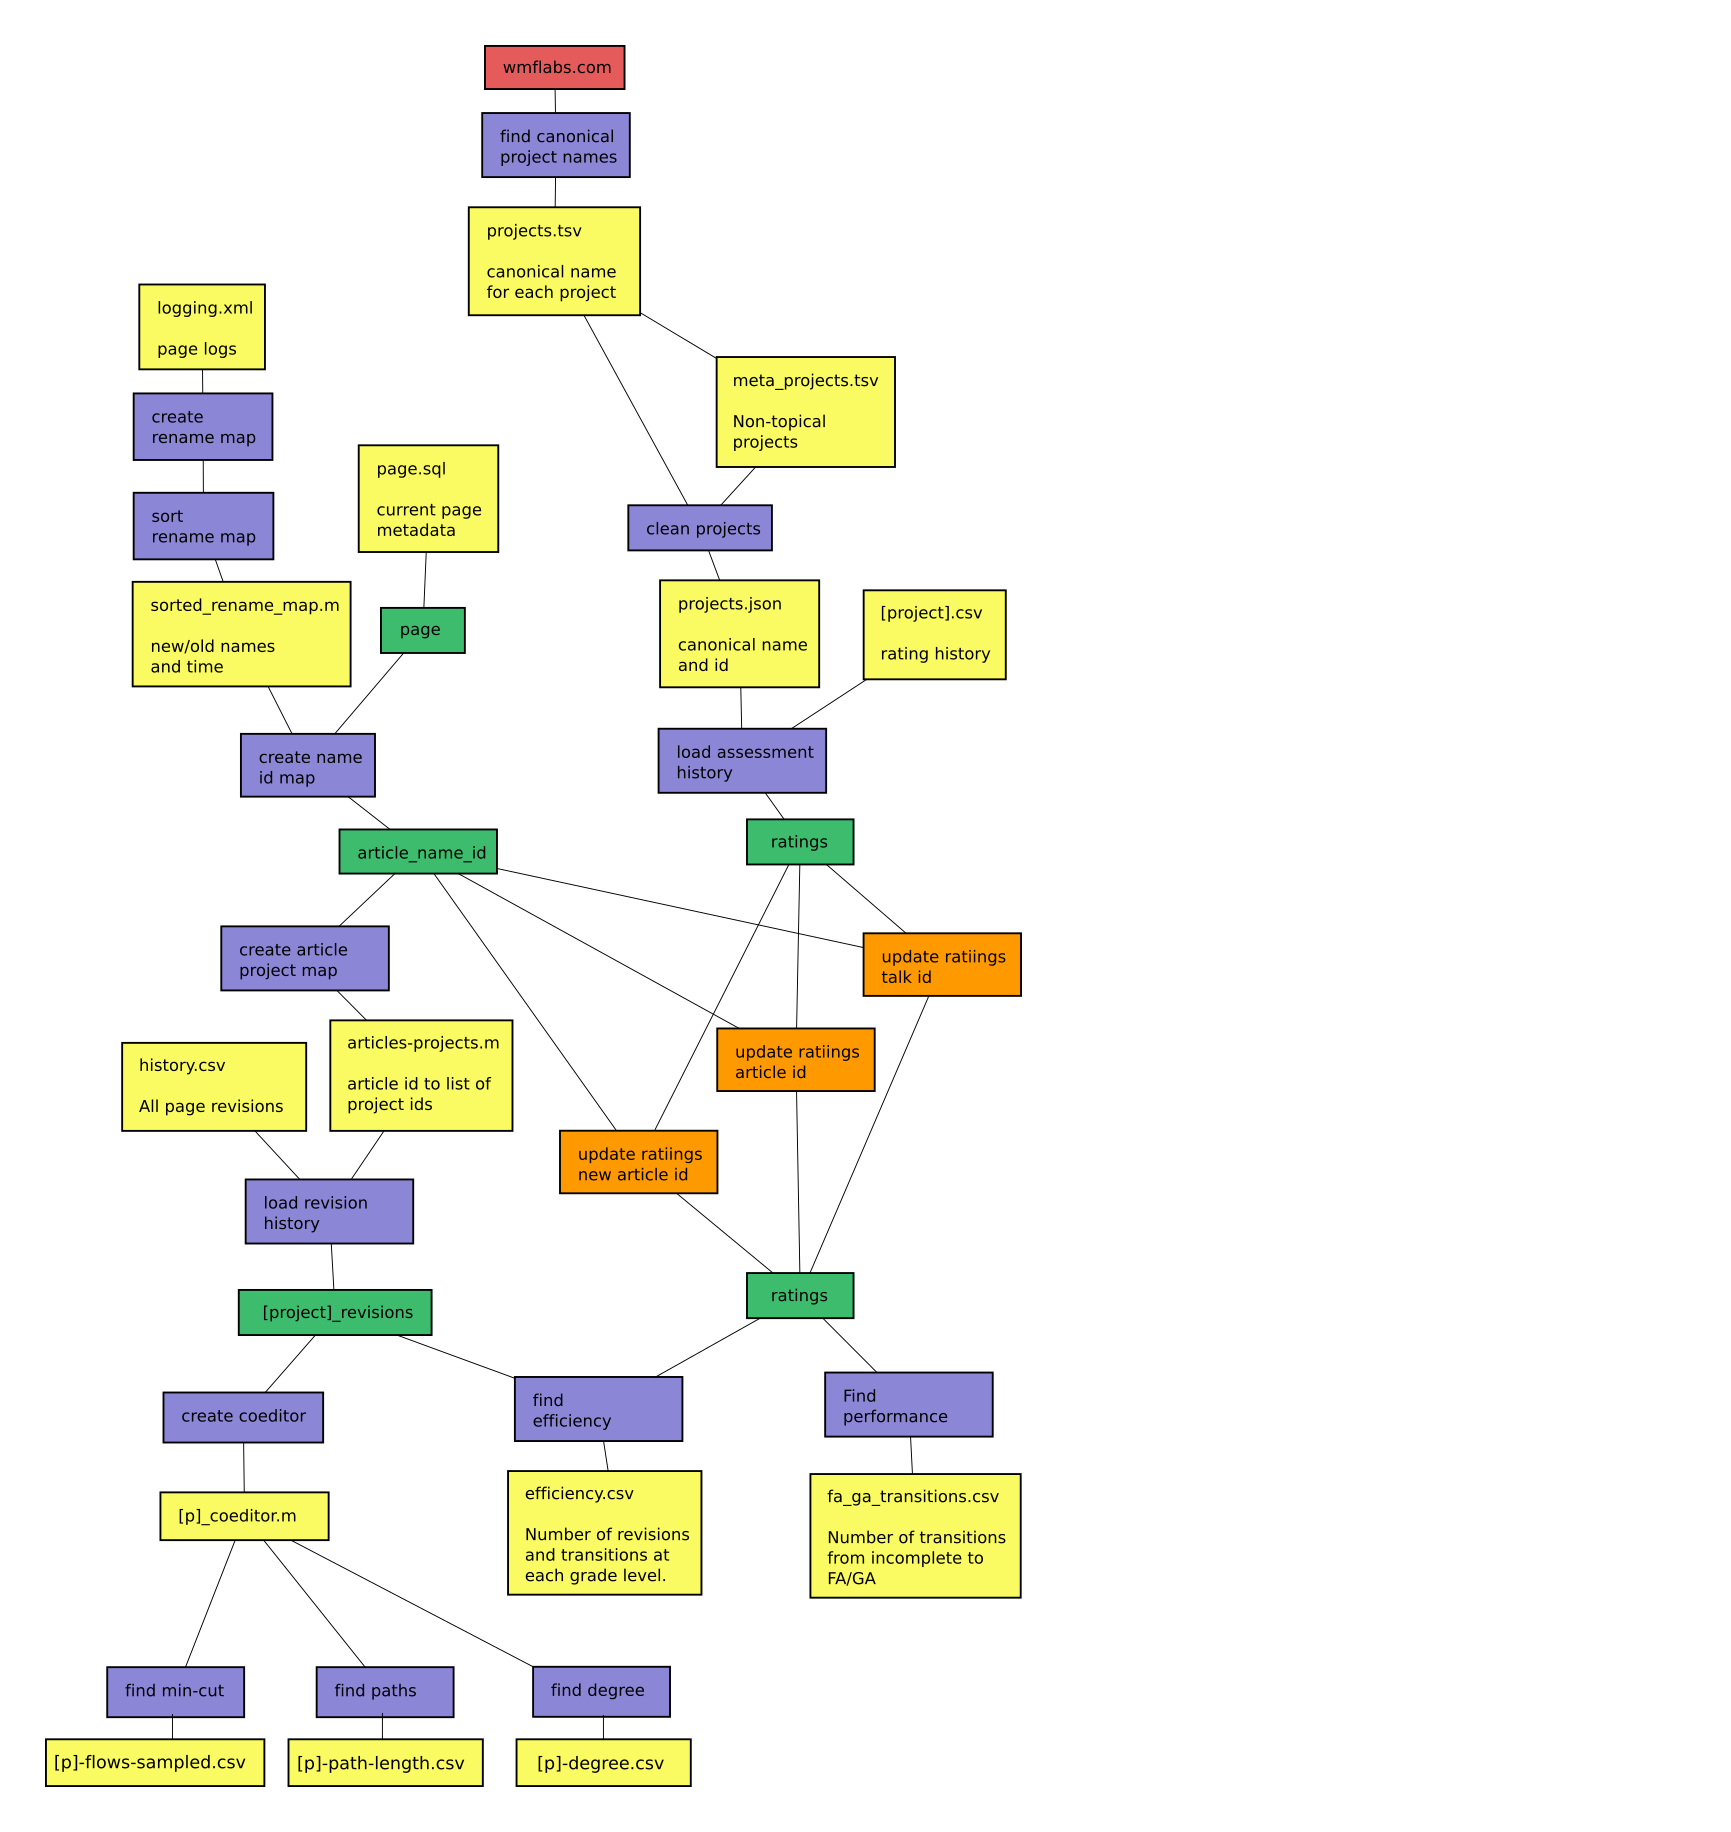 wmflabs.com
find canonical
project names
projects.tsv
canonical name
for each project
logging.xml
page logs
meta_projects.tsv
Non-topical
projects
create
rename map
page.sql
current page
metadata
sort
rename map
clean projects
sorted_rename_map.m
new/old names
and time
page
projects.json
canonical name
and id
[project].csv
rating history
create name
id map
load assessment
history
article_name_id
ratings
create article
project map
update ratiings
talk id
articles-projects.m
article id to list of
project ids
history.csv
All page revisions
update ratiings
article id
update ratiings
new article id
load revision
history
[project]_revisions
ratings
create coeditor
find
efficiency
Find
performance
[p]_coeditor.m
efficiency.csv
Number of revisions
and transitions at
each grade level.
fa_ga_transitions.csv
Number of transitions
from incomplete to
FA/GA
find min-cut
find paths
find degree
[p]-flows-sampled.csv
[p]-path-length.csv
[p]-degree.csv